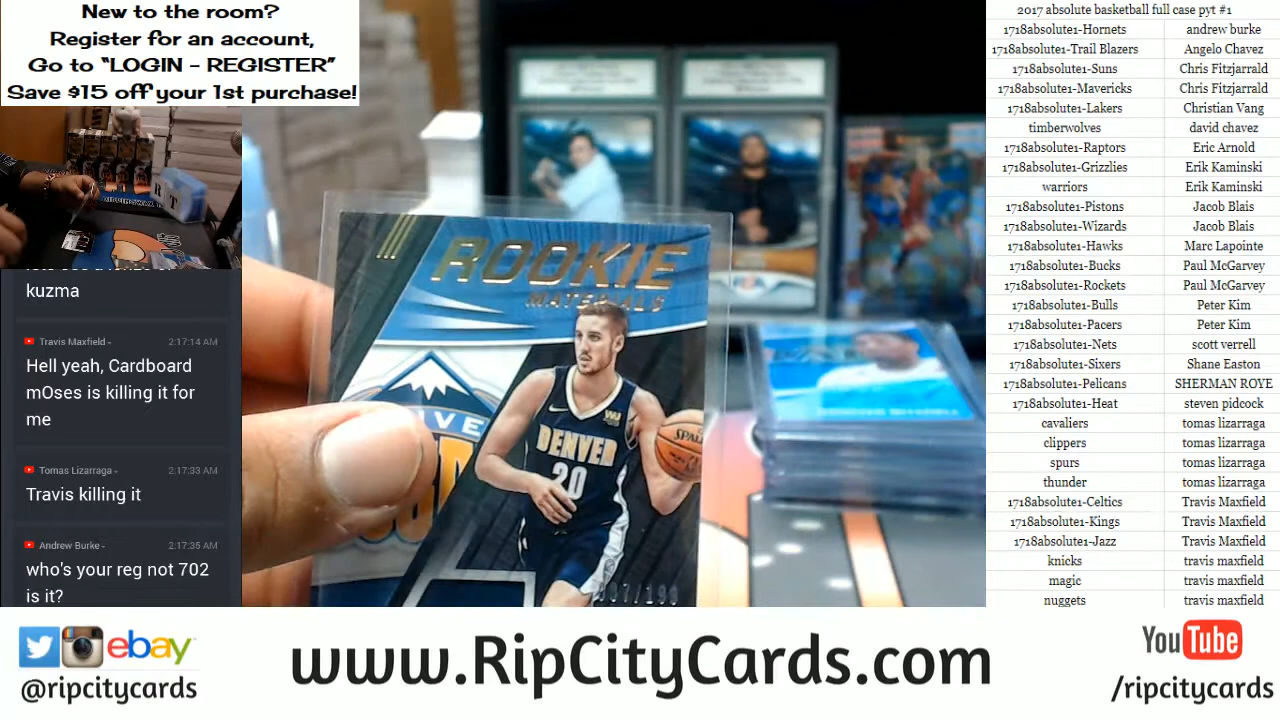 New to the room?
Register for an account,
Go to "LOGIN - REGISTER"
Save $15 off your 1st purchase!
kuzma
Travis Maxfield - 2:17:14 AM
Hell yeah, Cardboard
mOses is killing it for
me
Tomas Lizarraga - 2:17:33 AM
Travis killing it
Andrew Burke - 2:17:35 AM
who's your reg not 702
is it?
ROOKIE
MATERIALS
DENVER
20
SPAL
2017 absolute basketball full case pyt #1
1718absolute1-Hornets andrew burke
1718absolute1-Trail Blazers Angelo Chavez
1718absolute1-Suns Chris Fitzjarrald
1718absolute1-Mavericks Chris Fitzjarrald
1718absolute1-Lakers Christian Vang
timberwolves david chavez
1718absolute1-Raptors Eric Arnold
1718absolute1-Grizzlies Erik Kaminski
warriors Erik Kaminski
1718absolute1-Pistons Jacob Blais
1718absolute1-Wizards Jacob Blais
1718absolute1-Hawks Marc Lapointe
1718absolute1-Bucks Paul McGarvey
1718absolute1-Rockets Paul McGarvey
1718absolute1-Bulls Peter Kim
1718absolute1-Pacers Peter Kim
1718absolute1-Nets scott verrell
1718absolute1-Sixers Shane Easton
1718absolute1-Pelicans SHERMAN ROYE
1718absolute1-Heat steven pidcock
cavaliers tomas lizarraga
clippers tomas lizarraga
spurs tomas lizarraga
thunder tomas lizarraga
1718absolute1-Celtics Travis Maxfield
1718absolute1-Kings Travis Maxfield
1718absolute1-Jazz Travis Maxfield
knicks travis maxfield
magic travis maxfield
nuggets travis maxfield
ebay
@ripcitycards
www.RipCityCards.com
YouTube
/ripcitycards